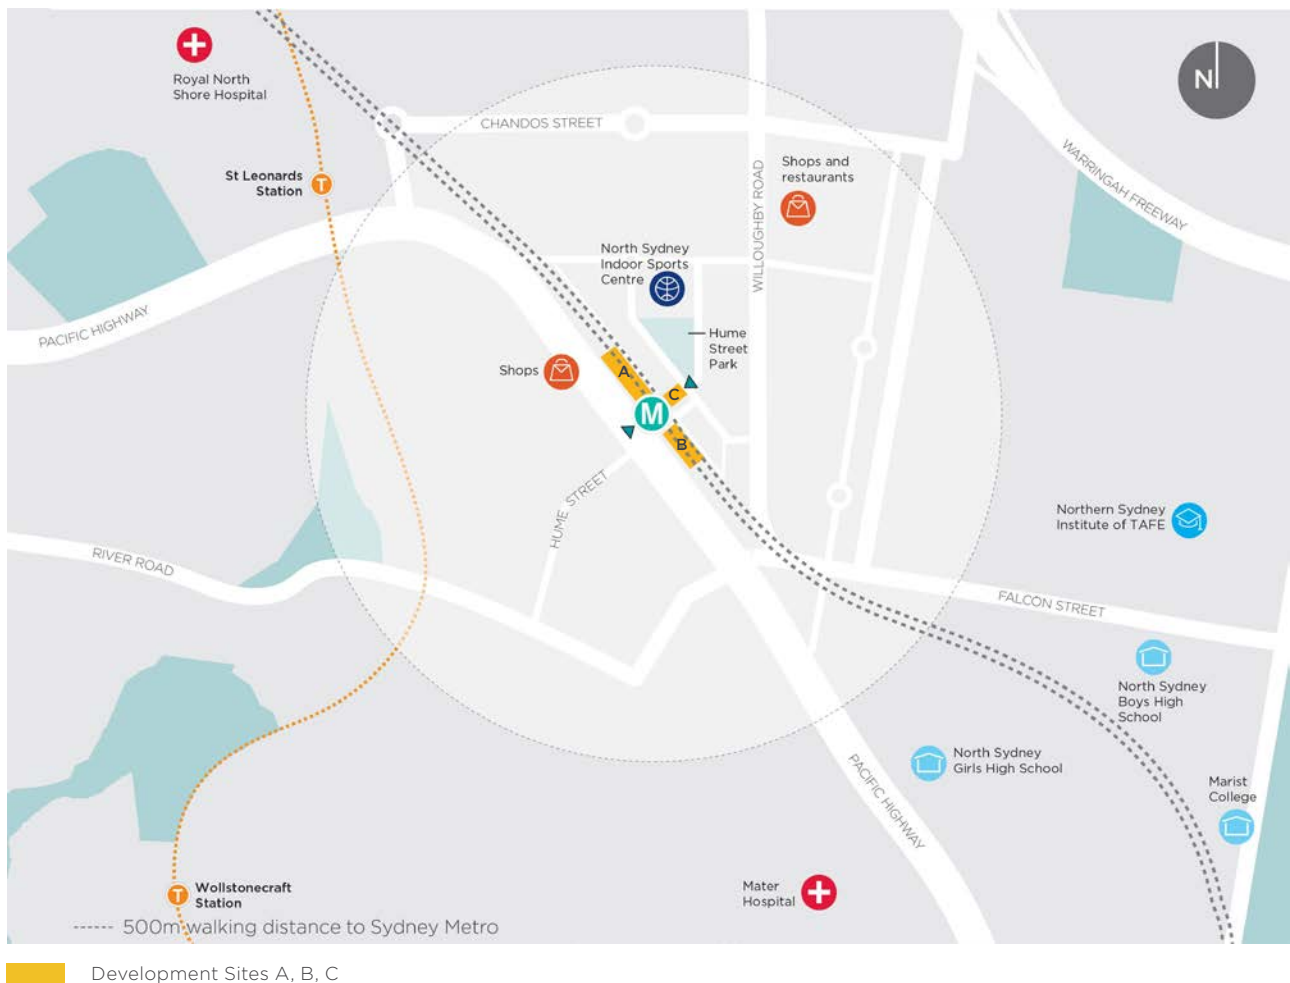 Royal North
Shore Hospital
N
CHANDOS STREET
WARRINGAH FREEWAY
Shops and
restaurants
WILLOUGHBY ROAD
St Leonards
Station
T
North Sydney
Indoor Sports
Centre
PACIFIC HIGHWAY
Hume
Street
Park
Shops
A
C
M
B
HUME STREET
Northern Sydney
Institute of TAFE
RIVER ROAD
FALCON STREET
North Sydney
Boys High
School
North Sydney
Girls High School
PACIFIC HIGHWAY
Marist
College
T
Wollstonecraft
Station
Mater
Hospital
500m walking distance to Sydney Metro
Development Sites A, B, C